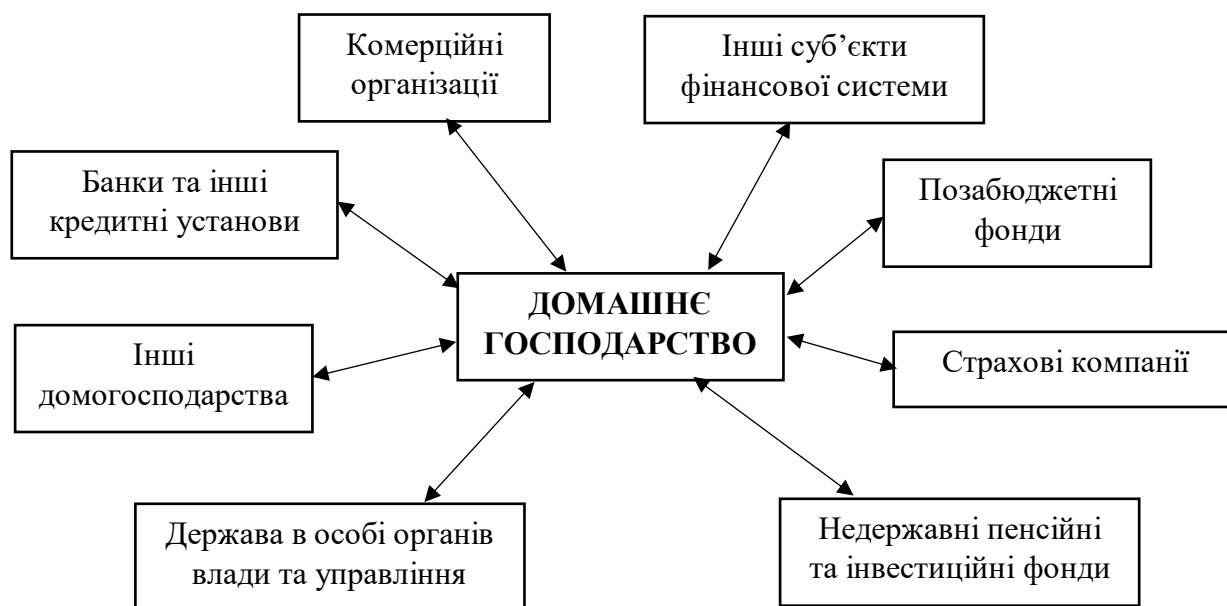 Комерційні
організації
Інші суб’єкти
фінансової системи
Банки та інші
кредитні установи
Позабюджетні
фонди
ДОМАШНЄ
ГОСПОДАРСТВО
Інші
домогосподарства
Страхові компанії
Держава в особі органів
влади та управління
Недержавні пенсійні
та інвестиційні фонди